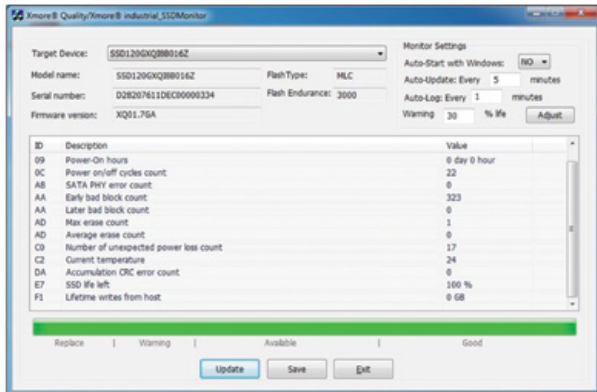 Xmore® Quality/Xmore® industrial_SSDMonitor
Target Device: SSD120GXQIBB016Z
Model name: SSD120GXQIBB016Z Flash Type: MLC
Serial number: D28207611DEC00000334 Flash Endurance: 3000
Firmware version: XQ01.7GA
Monitor Settings
Auto-Start with Windows: NO
Auto-Update: Every 5 minutes
Auto-Log: Every 1 minutes
Warning 30 % life Adjust
ID Description Value
09 Power-On hours 0 day 0 hour
0C Power on/off cycles count 22
AB SATA PHY error count 0
AA Early bad block count 323
AA Later bad block count 0
AD Max erase count 1
AD Average erase count 0
C0 Number of unexpected power loss count 17
C2 Current temperature 24
DA Accumulation CRC error count 0
E7 SSD life left 100 %
F1 Lifetime writes from host 0 GB
Replace | Warning | Available | Good
Update Save Exit